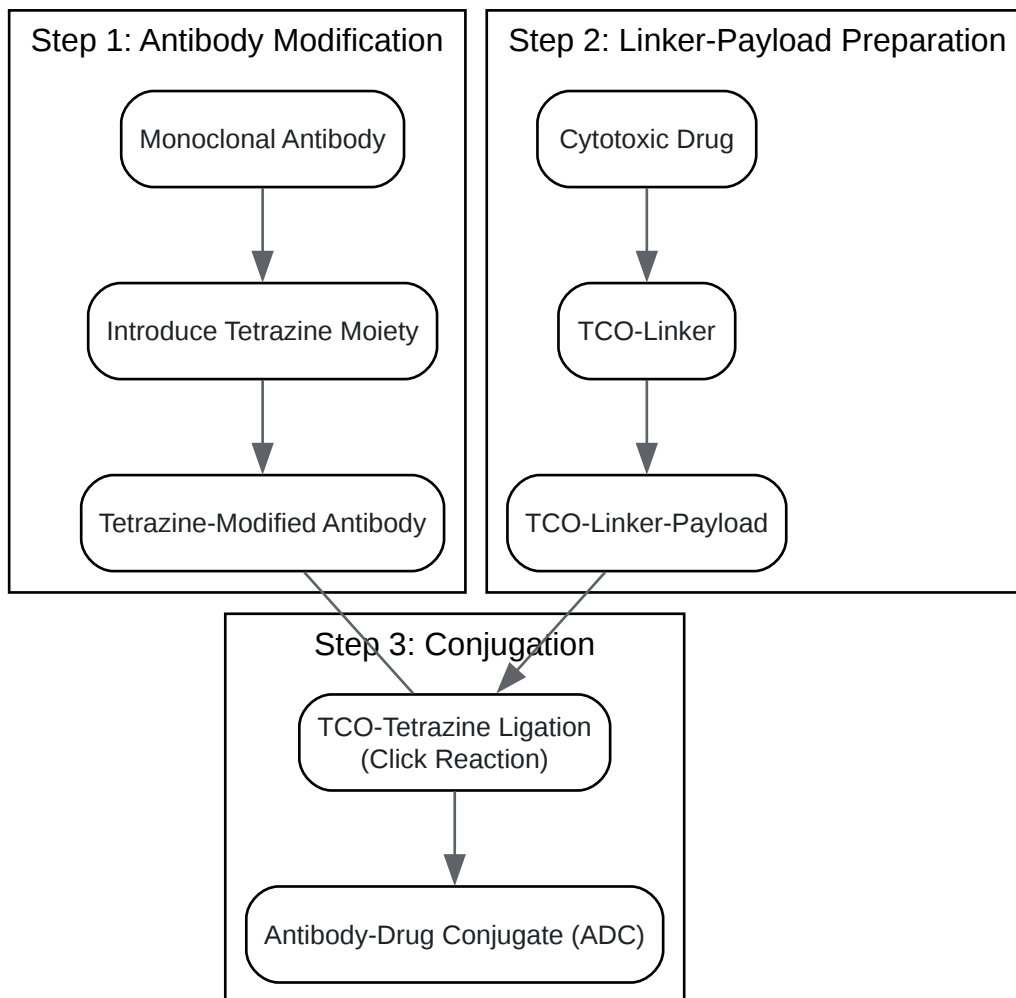 Step 1: Antibody Modification
Monoclonal Antibody
Introduce Tetrazine Moiety
Tetrazine-Modified Antibody
Step 2: Linker-Payload Preparation
Cytotoxic Drug
TCO-Linker
TCO-Linker-Payload
Step 3: Conjugation
TCO-Tetrazine Ligation
(Click Reaction)
Antibody-Drug Conjugate (ADC)